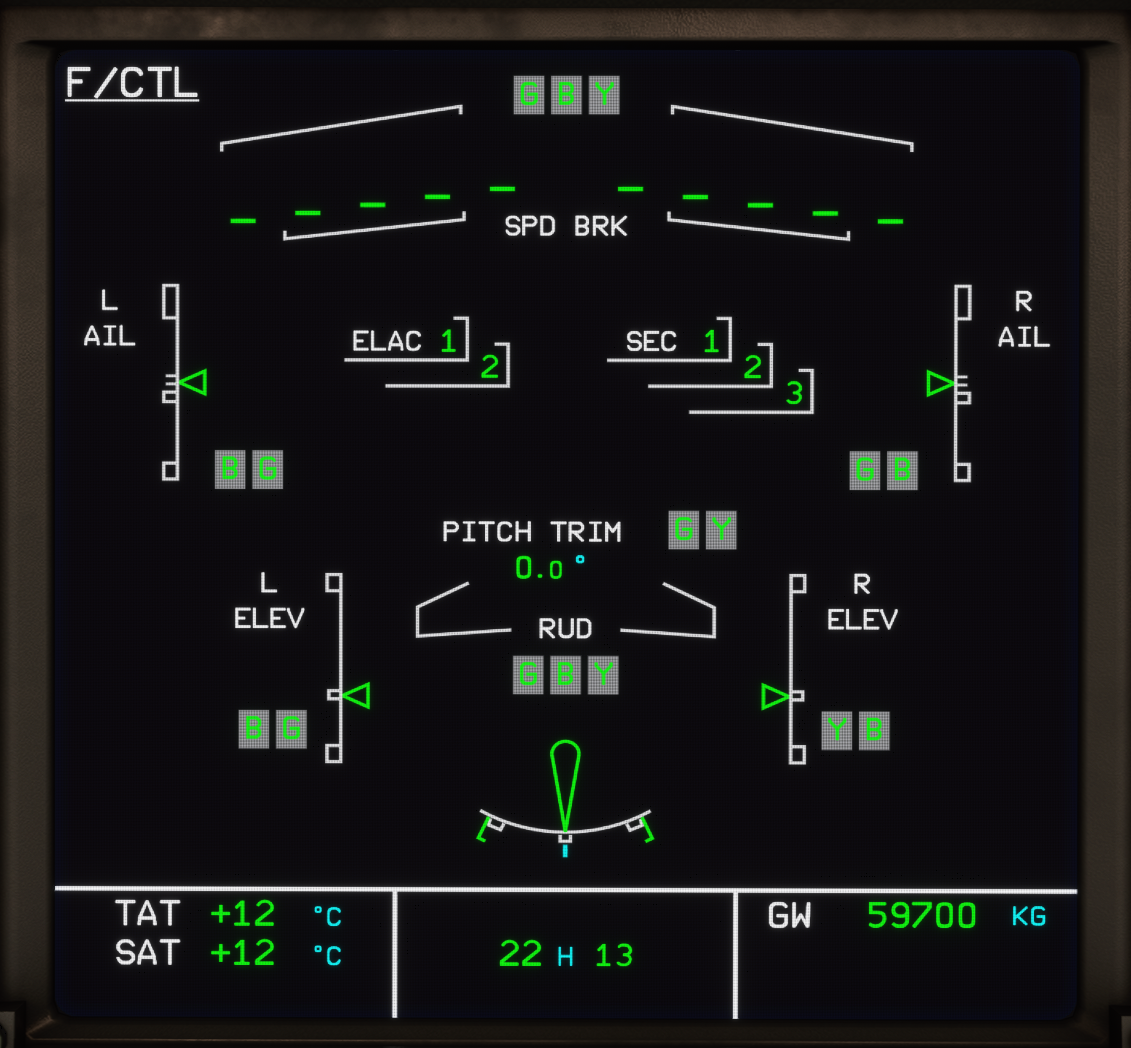 F/CTL
G B Y
SPD BRK
L
AIL
R
AIL
ELAC 1
2
SEC 1
2
3
B G
G B
PITCH TRIM
G Y
0.0 °
L
ELEV
R
ELEV
RUD
G B Y
B G
Y B
TAT +12 °C
SAT +12 °C
22 H 13
GW 59700 KG